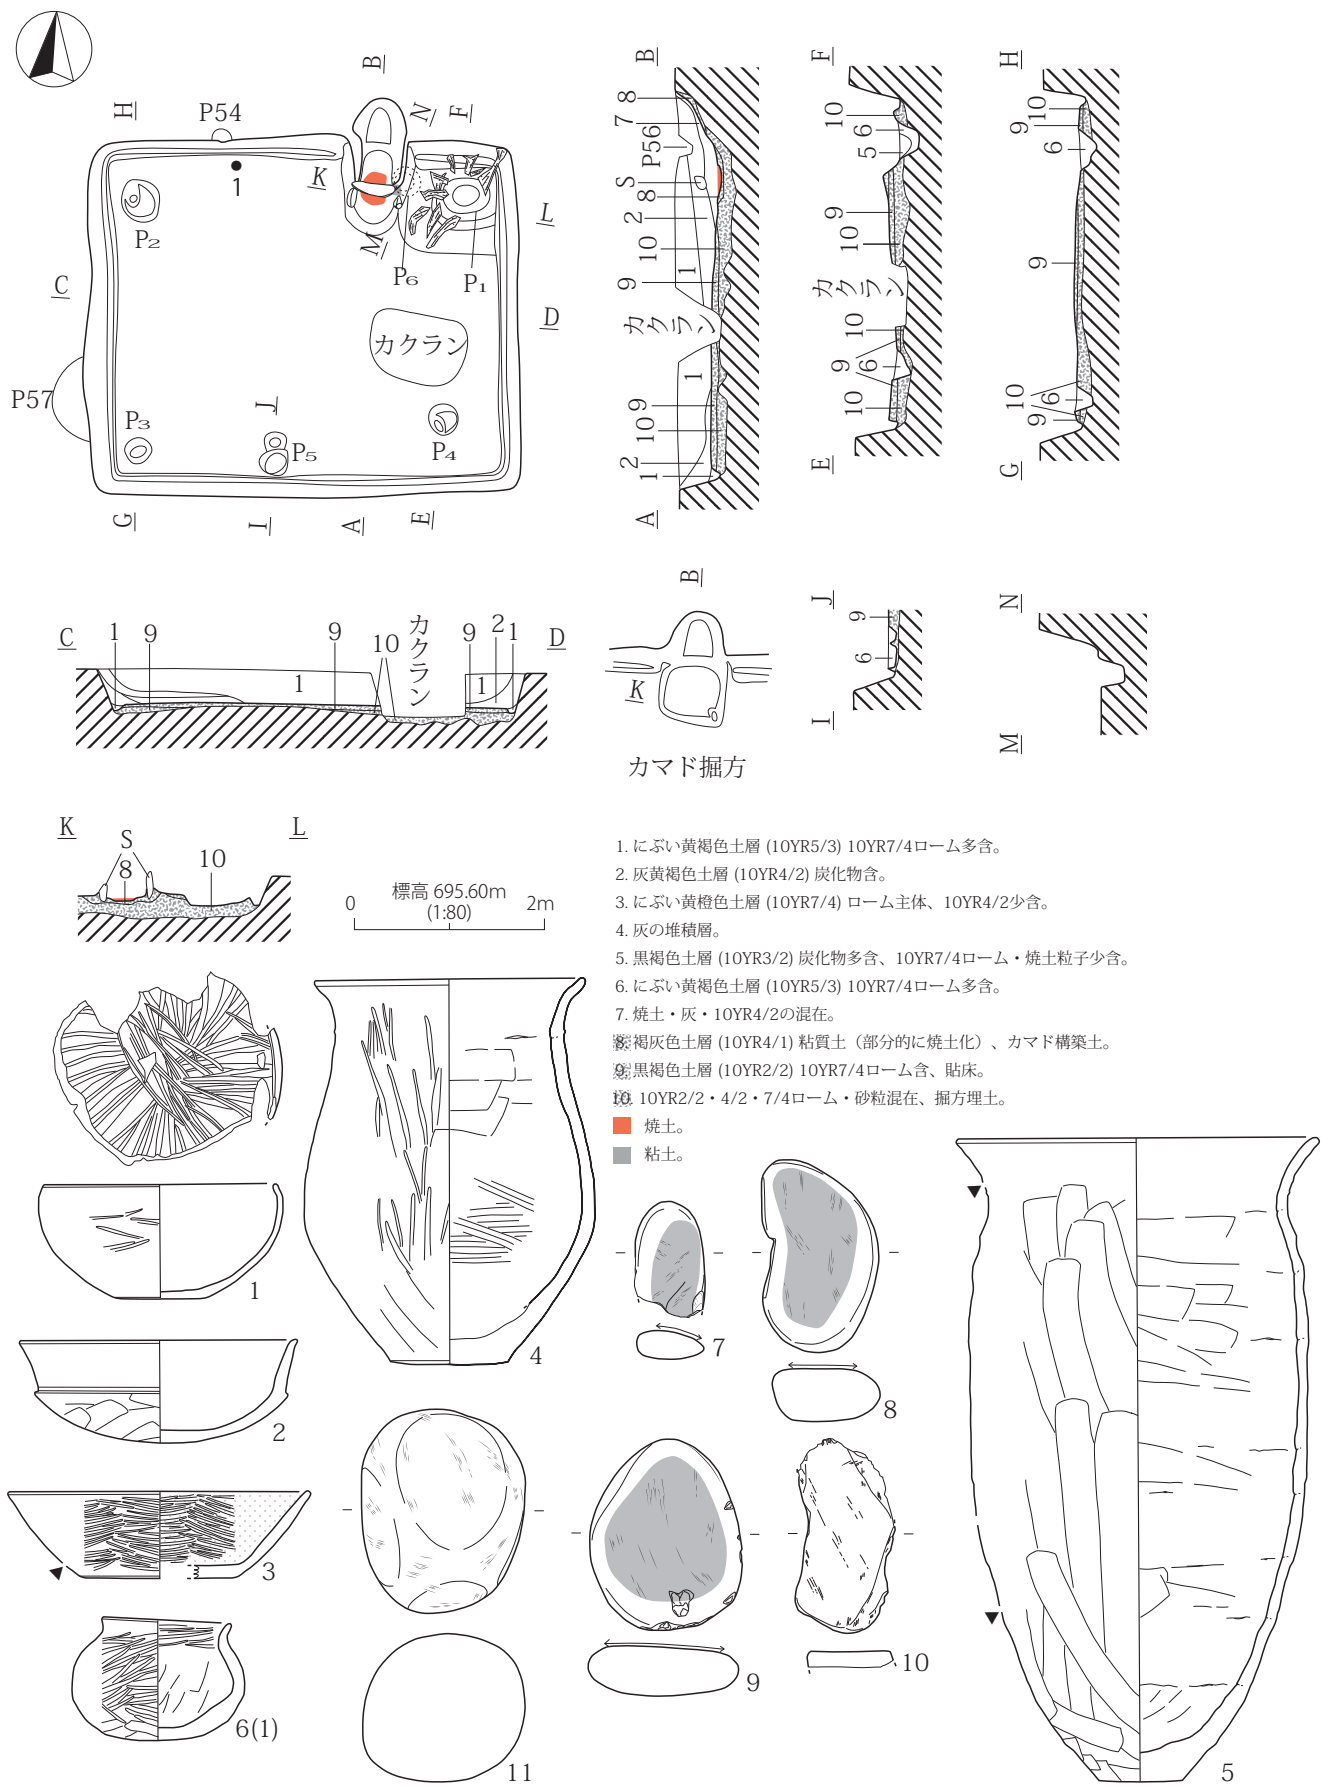 B
H
P54
N
F
K
1
L
P2
M
P6
P1
C
D
カクラン
P57
P3
J
P5
P4
G
I
A
E
B
8
7
P56
S
8
2
10
1
9
カクラン
1
9
10
2
1
A
F
10
6
5
9
10
カクラン
10
9
6
10
E
H
10
9
6
9
10
6
9
G
C
1
9
1
9
10
カクラン
9
2
1
1
D
B
K
カマド掘方
J
9
6
I
N
M
K
S
8
10
L
標高 695.60m
0
(1:80)
2m
1. にぶい黄褐色土層 (10YR5/3) 10YR7/4ローム多含。
2. 灰黄褐色土層 (10YR4/2) 炭化物含。
3. にぶい黄橙色土層 (10YR7/4) ローム主体、10YR4/2少含。
4. 灰の堆積層。
5. 黒褐色土層 (10YR3/2) 炭化物多含、10YR7/4ローム・焼土粒子少含。
6. にぶい黄褐色土層 (10YR5/3) 10YR7/4ローム多含。
7. 焼土・灰・10YR4/2の混在。
8. 褐灰色土層 (10YR4/1) 粘質土（部分的に焼土化）、カマド構築土。
9. 黒褐色土層 (10YR2/2) 10YR7/4ローム含、貼床。
10. 10YR2/2・4/2・7/4ローム・砂粒混在、掘方埋土。
焼土。
粘土。
1
2
3
4
5
6(1)
7
8
9
10
11